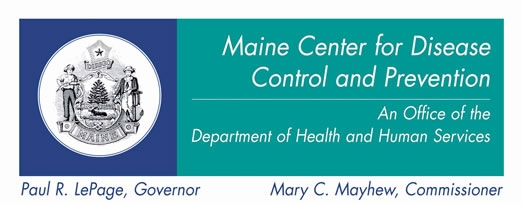 Maine Center for Disease
Control and Prevention
An Office of the
Department of Health and Human Services
MAINE
Paul R. LePage, Governor
Mary C. Mayhew, Commissioner